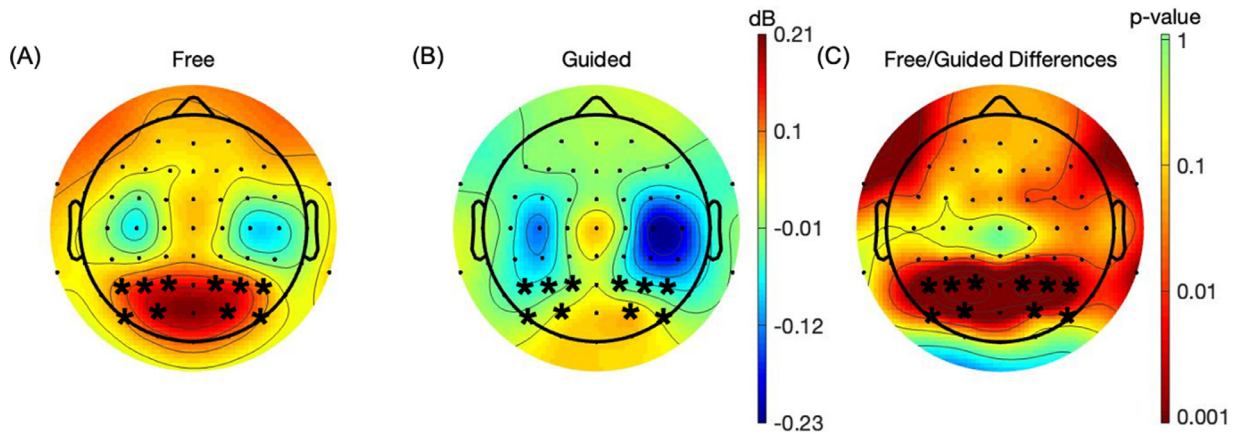 (A)
Free
(B)
Guided
dB
0.21
0.1
-0.01
-0.12
-0.23
(C)
Free/Guided Differences
p-value
1
0.1
0.01
0.001